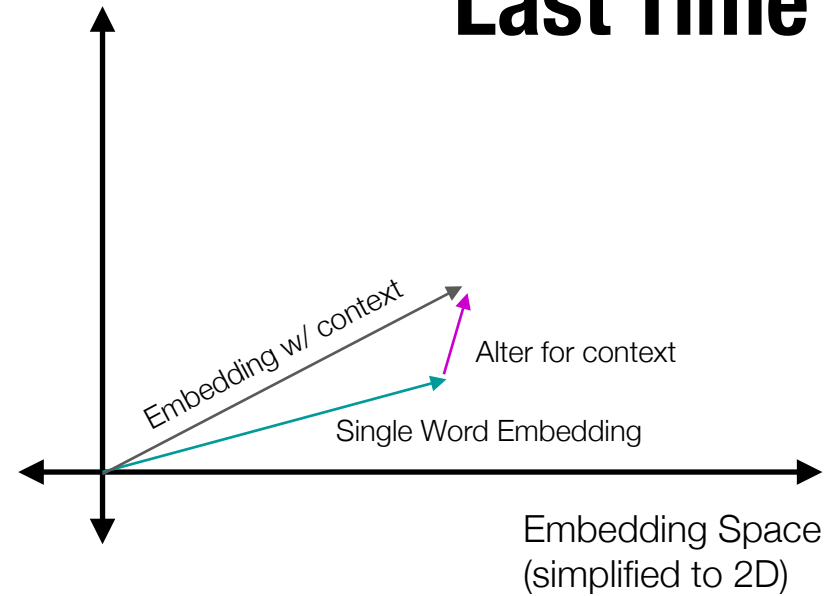 Last Time
Embedding w/ context
Alter for context
Single Word Embedding
Embedding Space
(simplified to 2D)